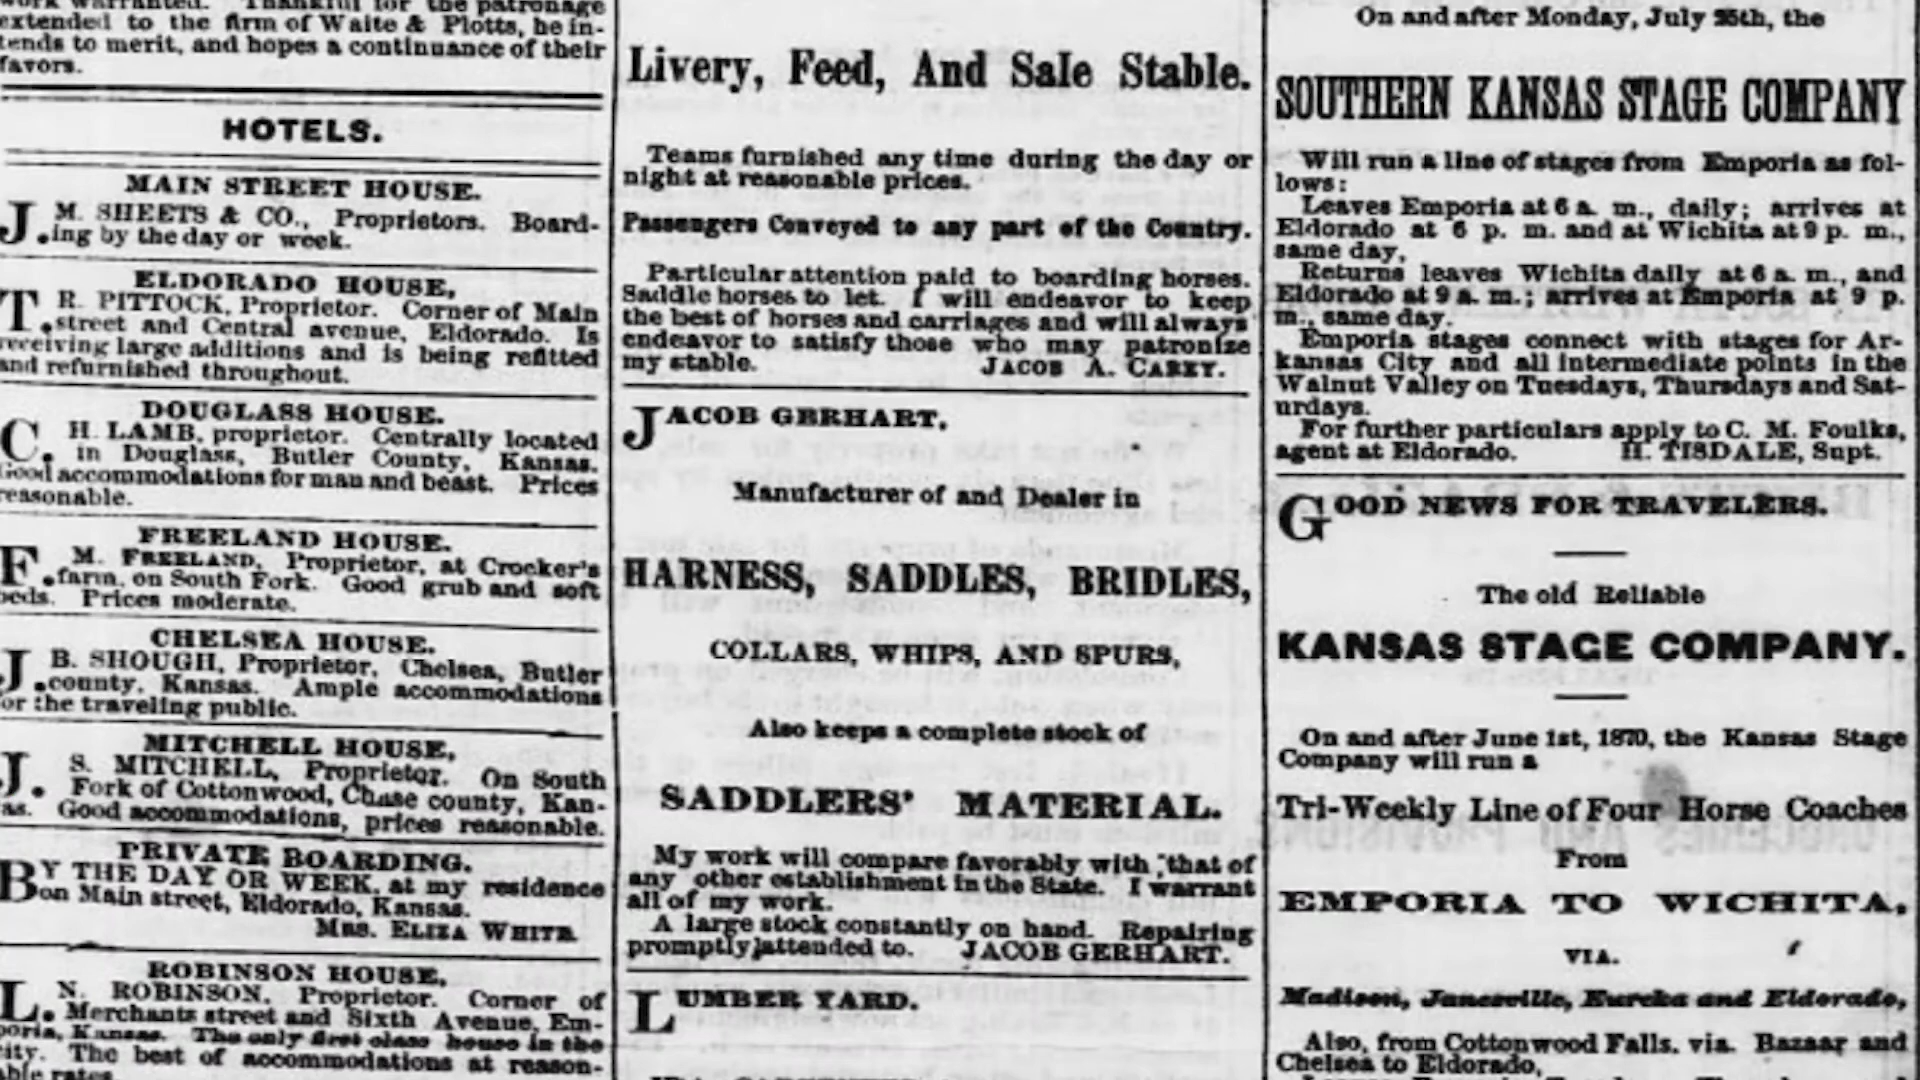 work warranted. Thankful for the patronage
extended to the firm of Waite & Plotts, he in-
tends to merit, and hopes a continuance of their
favors.
HOTELS.
MAIN STREET HOUSE.
J. M. SHEETS & CO., Proprietors. Board-
ing by the day or week.
ELDORADO HOUSE,
T. R. PITTOCK, Proprietor. Corner of Main
street and Central avenue, Eldorado. Is
receiving large additions and is being refitted
and refurnished throughout.
DOUGLASS HOUSE.
C. H. LAMB, proprietor. Centrally located
in Douglass, Butler County, Kansas.
Good accommodations for man and beast. Prices
reasonable.
FREELAND HOUSE.
F. M. FREELAND, Proprietor, at Crocker's
farm, on South Fork. Good grub and soft
beds. Prices moderate.
CHELSEA HOUSE.
J. B. SHOUGH, Proprietor, Chelsea, Butler
county, Kansas. Ample accommodations
or the traveling public.
MITCHELL HOUSE,
J. S. MITCHELL, Proprietor. On South
Fork of Cottonwood, Chase county, Kan-
as. Good accommodations, prices reasonable.
PRIVATE BOARDING.
BY THE DAY OR WEEK, at my residence
on Main street, Eldorado, Kansas.
MRS. ELIZA WHITE
ROBINSON HOUSE,
L. N. ROBINSON, Proprietor. Corner of
Merchants street and Sixth Avenue, Em-
poria, Kansas. The only first class house in the
city. The best of accommodations at reason-
able rates.
Livery, Feed, And Sale Stable.
Teams furnished any time during the day or
night at reasonable prices.
Passengers Conveyed to any part of the Country.
Particular attention paid to boarding horses.
Saddle horses to let. I will endeavor to keep
the best of horses and carriages and will always
endeavor to satisfy those who may patronize
my stable. JACOB A. CAREY.
JACOB GERHART.
Manufacturer of and Dealer in
HARNESS, SADDLES, BRIDLES,
COLLARS, WHIPS, AND SPURS,
Also keeps a complete stock of
SADDLERS' MATERIAL.
My work will compare favorably with that of
any other establishment in the State. I warrant
all of my work.
A large stock constantly on hand. Repairing
promptly attended to. JACOB GERHART.
LUMBER YARD.
On and after Monday, July 25th, the
SOUTHERN KANSAS STAGE COMPANY
Will run a line of stages from Emporia as fol-
lows:
Leaves Emporia at 6 a. m., daily; arrives at
Eldorado at 6 p. m. and at Wichita at 9 p. m.,
same day,
Returns leaves Wichita daily at 6 a. m., and
Eldorado at 9 a. m.; arrives at Emporia at 9 p.
m., same day.
Emporia stages connect with stages for Ar-
kansas City and all intermediate points in the
Walnut Valley on Tuesdays, Thursdays and Sat-
urdays.
For further particulars apply to C. M. Foulks,
agent at Eldorado. H. TISDALE, Supt.
GOOD NEWS FOR TRAVELERS.
The old Reliable
KANSAS STAGE COMPANY.
On and after June 1st, 1870, the Kansas Stage
Company will run a
Tri-Weekly Line of Four Horse Coaches
From
EMPORIA TO WICHITA,
VIA.
Madison, Janesville, Eureka and Eldorado,
Also, from Cottonwood Falls, via. Bazaar and
Chelsea to Eldorado,